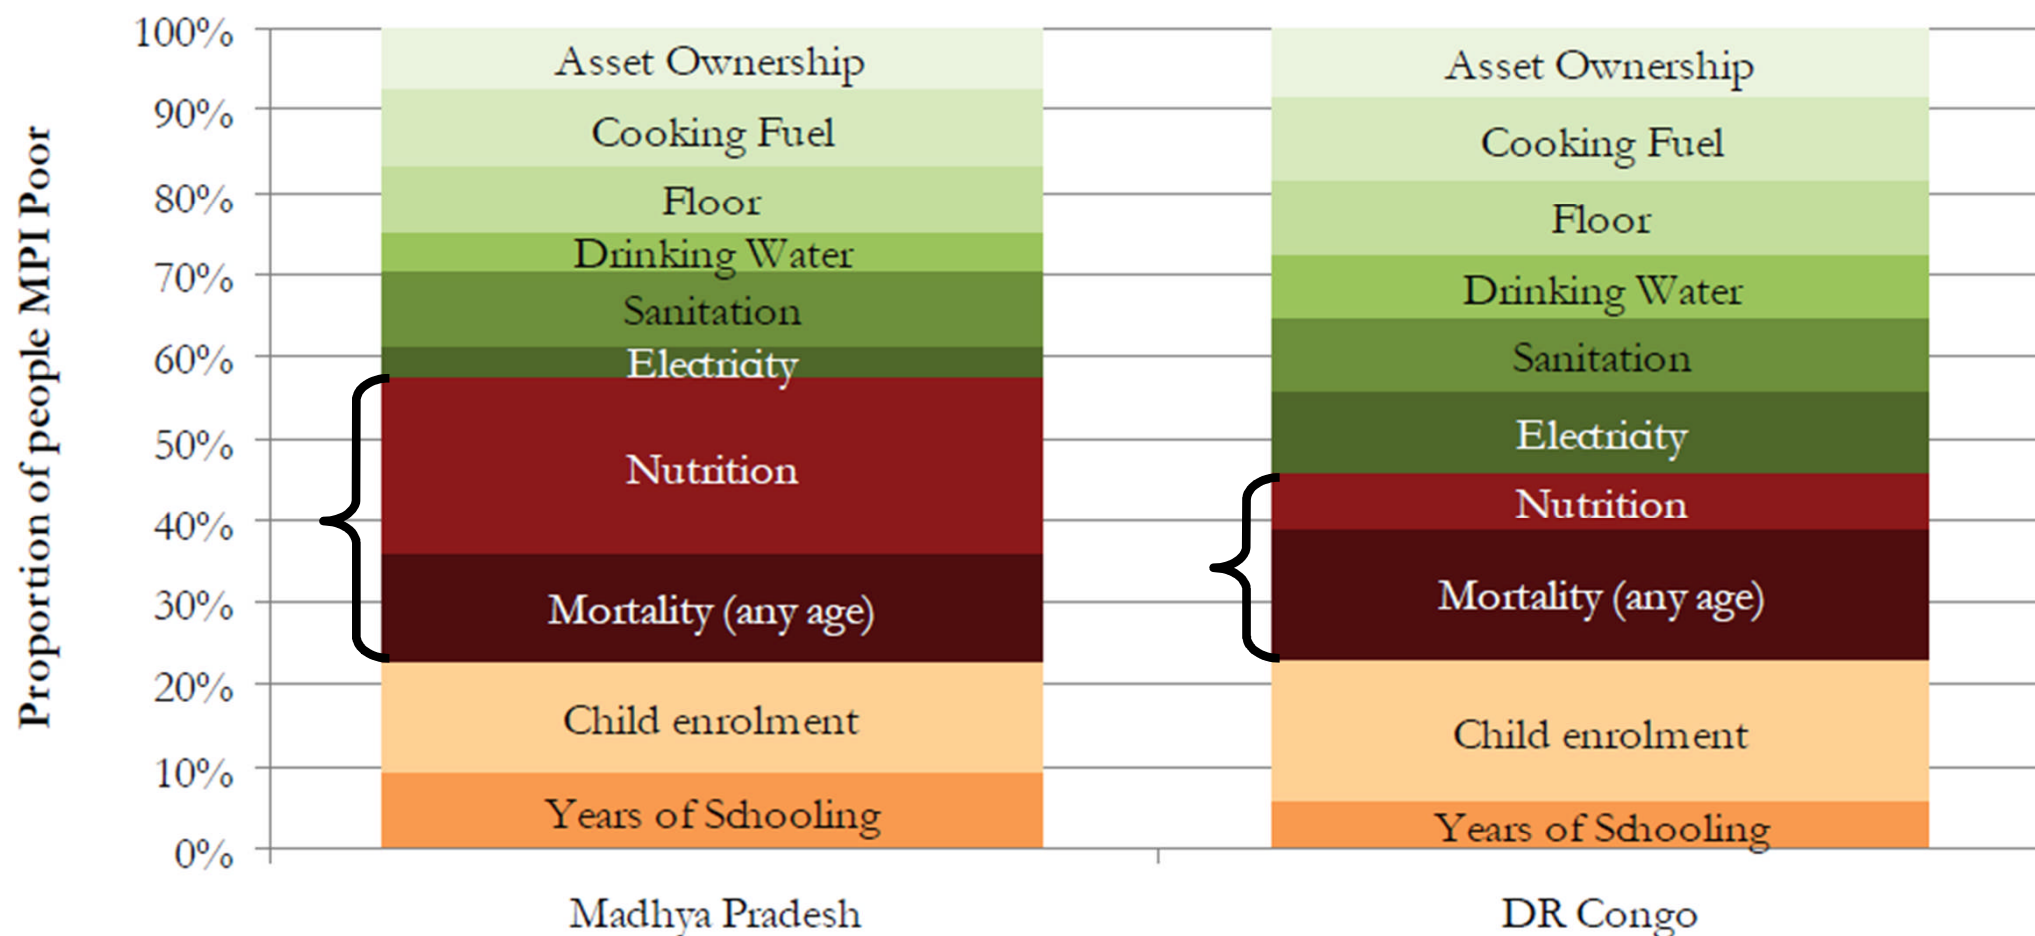 Proportion of people MPI Poor
100%
90%
80%
70%
60%
50%
40%
30%
20%
10%
0%
Asset Ownership
Cooking Fuel
Floor
Drinking Water
Sanitation
Electricity
Nutrition
Mortality (any age)
Child enrolment
Years of Schooling
Madhya Pradesh
Asset Ownership
Cooking Fuel
Floor
Drinking Water
Sanitation
Electricity
Nutrition
Mortality (any age)
Child enrolment
Years of Schooling
DR Congo